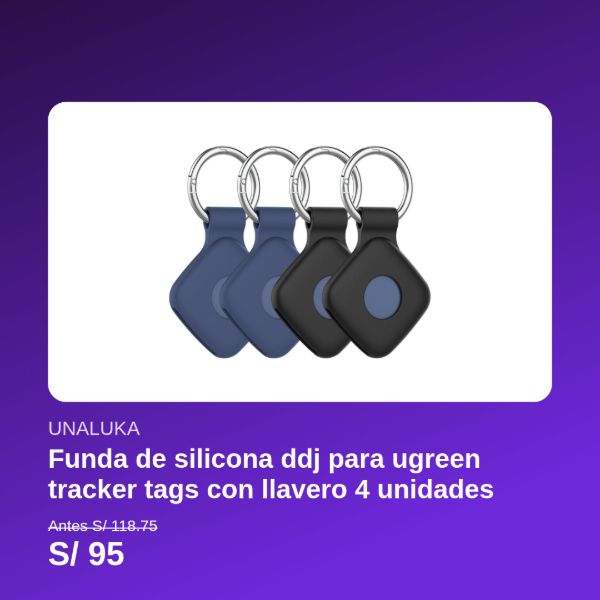 UNALUKA
Funda de silicona ddj para ugreen
tracker tags con llavero 4 unidades
Antes S/ 118.75
S/ 95